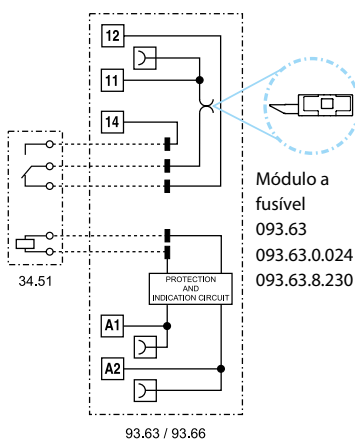 12
11
14
34.51
Módulo a
fusível
093.63
093.63.0.024
093.63.8.230
PROTECTION
AND
INDICATION CIRCUIT
A1
A2
93.63 / 93.66